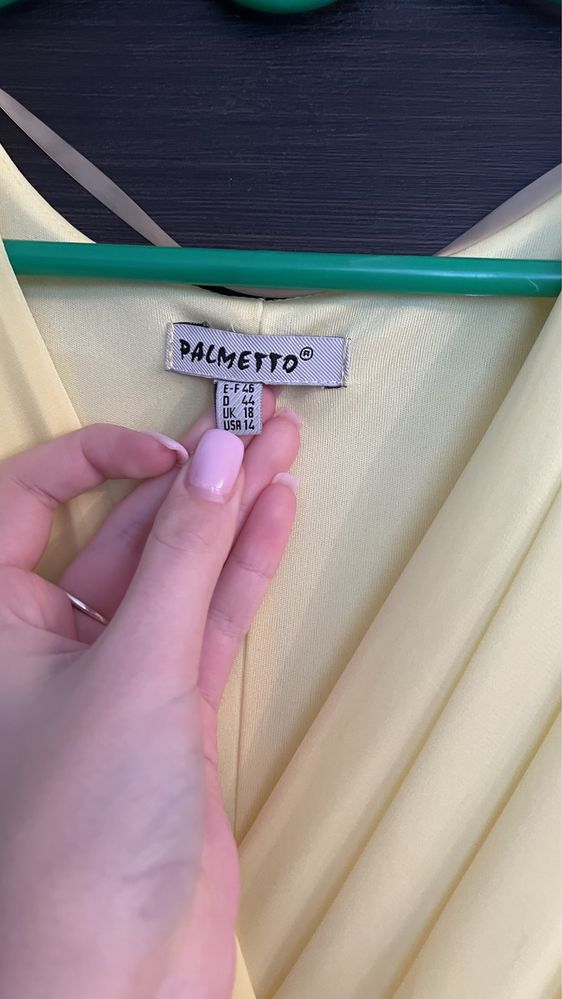 PALMETTO®
E-F 46
D 44
UK 18
USA 14